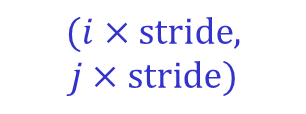 (i × stride,
j × stride)